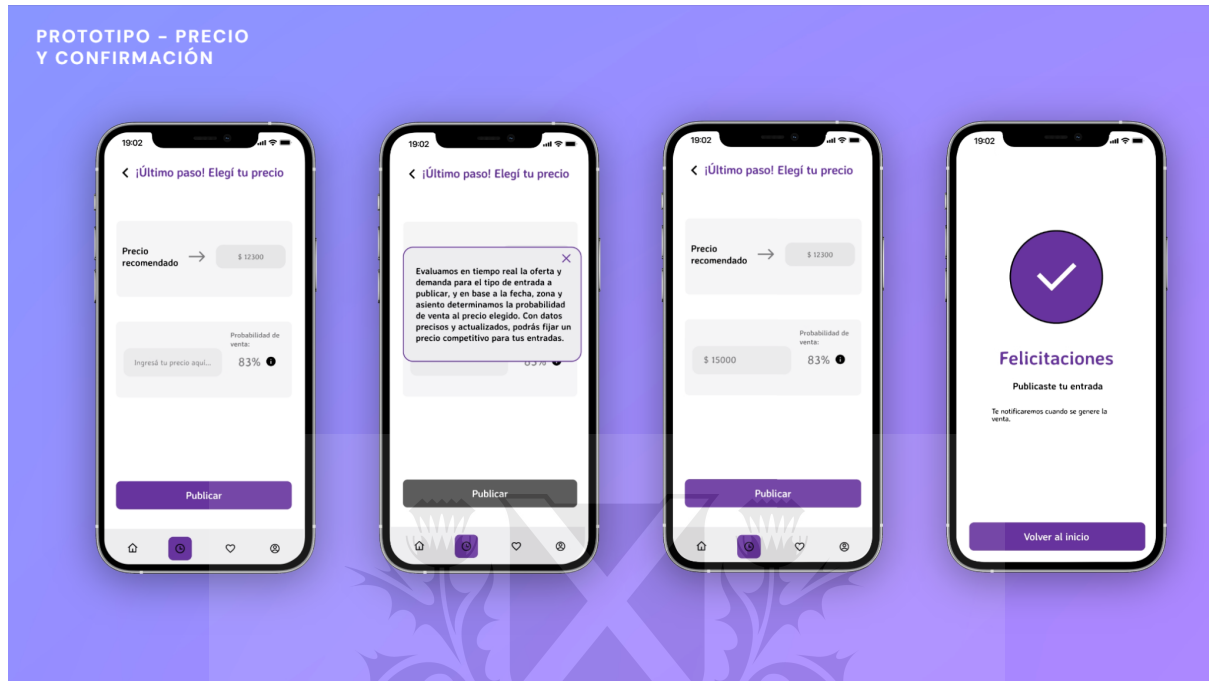 PROTOTIPO – PRECIO
Y CONFIRMACIÓN
19:02
¡Último paso! Elegí tu precio
Precio
recomendado
$ 12300
Probabilidad de
venta:
Ingresá tu precio aquí...
83%
Publicar
19:02
¡Último paso! Elegí tu precio
Evaluamos en tiempo real la oferta y
demanda para el tipo de entrada a
publicar, y en base a la fecha, zona y
asiento determinamos la probabilidad
de venta al precio elegido. Con datos
precisos y actualizados, podrás fijar un
precio competitivo para tus entradas.
Publicar
19:02
¡Último paso! Elegí tu precio
Precio
recomendado
$ 12300
Probabilidad de
venta:
$ 15000
83%
Publicar
19:02
Felicitaciones
Publicaste tu entrada
Te notificaremos cuando se genere la
venta.
Volver al inicio